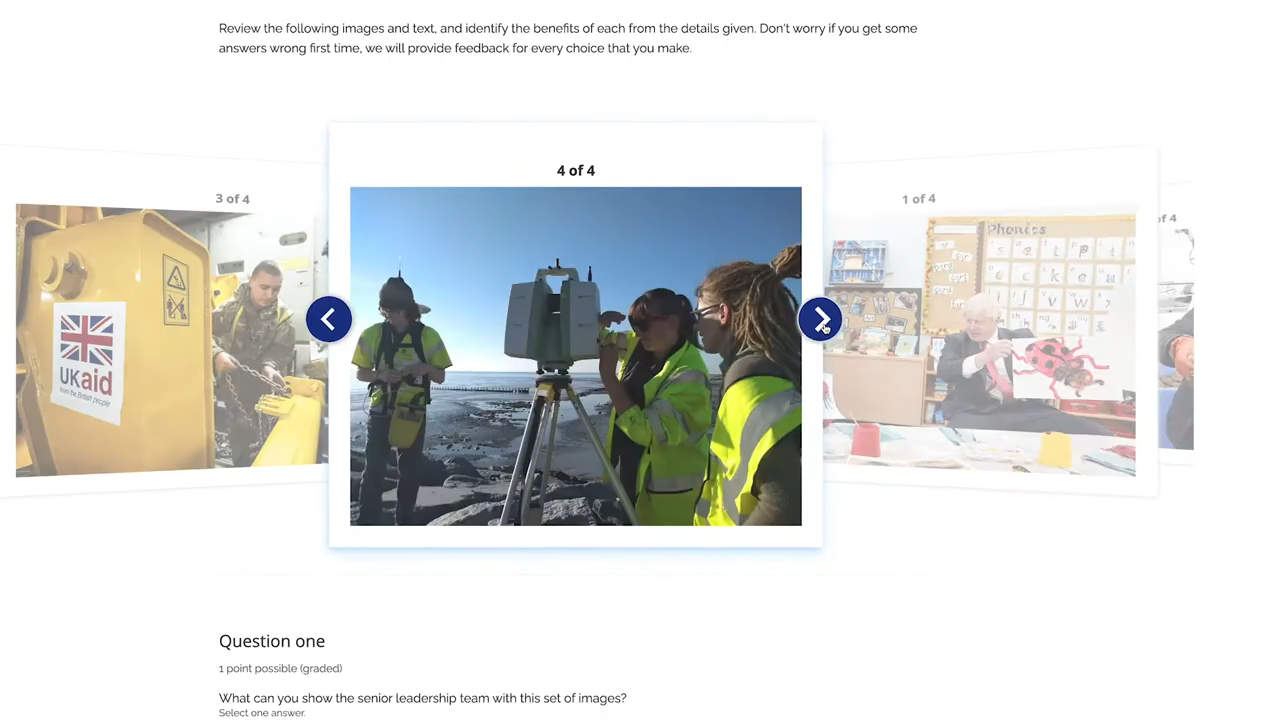 Review the following images and text, and identify the benefits of each from the details given. Don't worry if you get some
answers wrong first time, we will provide feedback for every choice that you make.
4 of 4
3 of 4
UKaid
from the British people
1 of 4
Phonics
of 4
Question one
1 point possible (graded)
What can you show the senior leadership team with this set of images?
Select one answer.